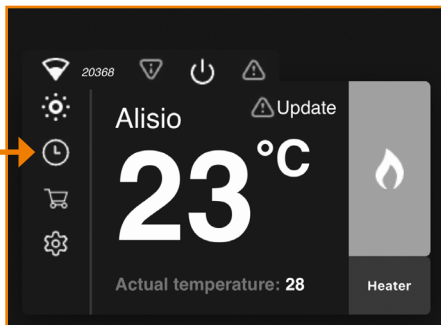 20368
Alisio
Update
23°C
Actual temperature: 28
Heater